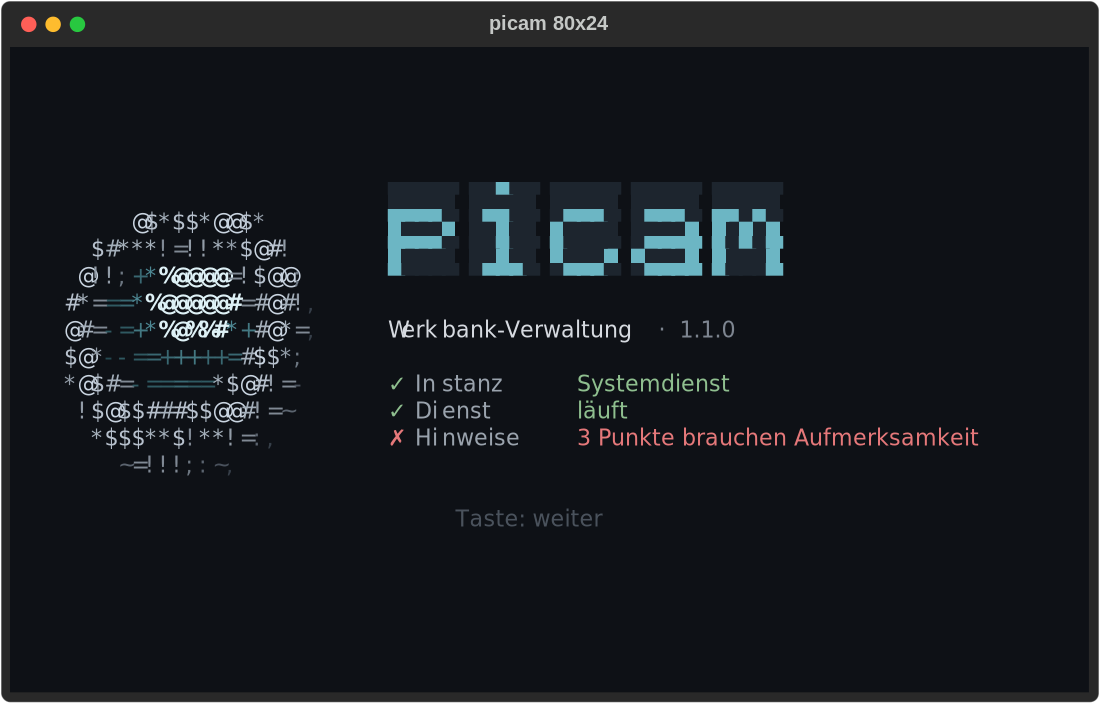 picam 80x24
picam
Werkbank-Verwaltung · 1.1.0
✓ Instanz Systemdienst
✓ Dienst läuft
✗ Hinweise 3 Punkte brauchen Aufmerksamkeit
Taste: weiter